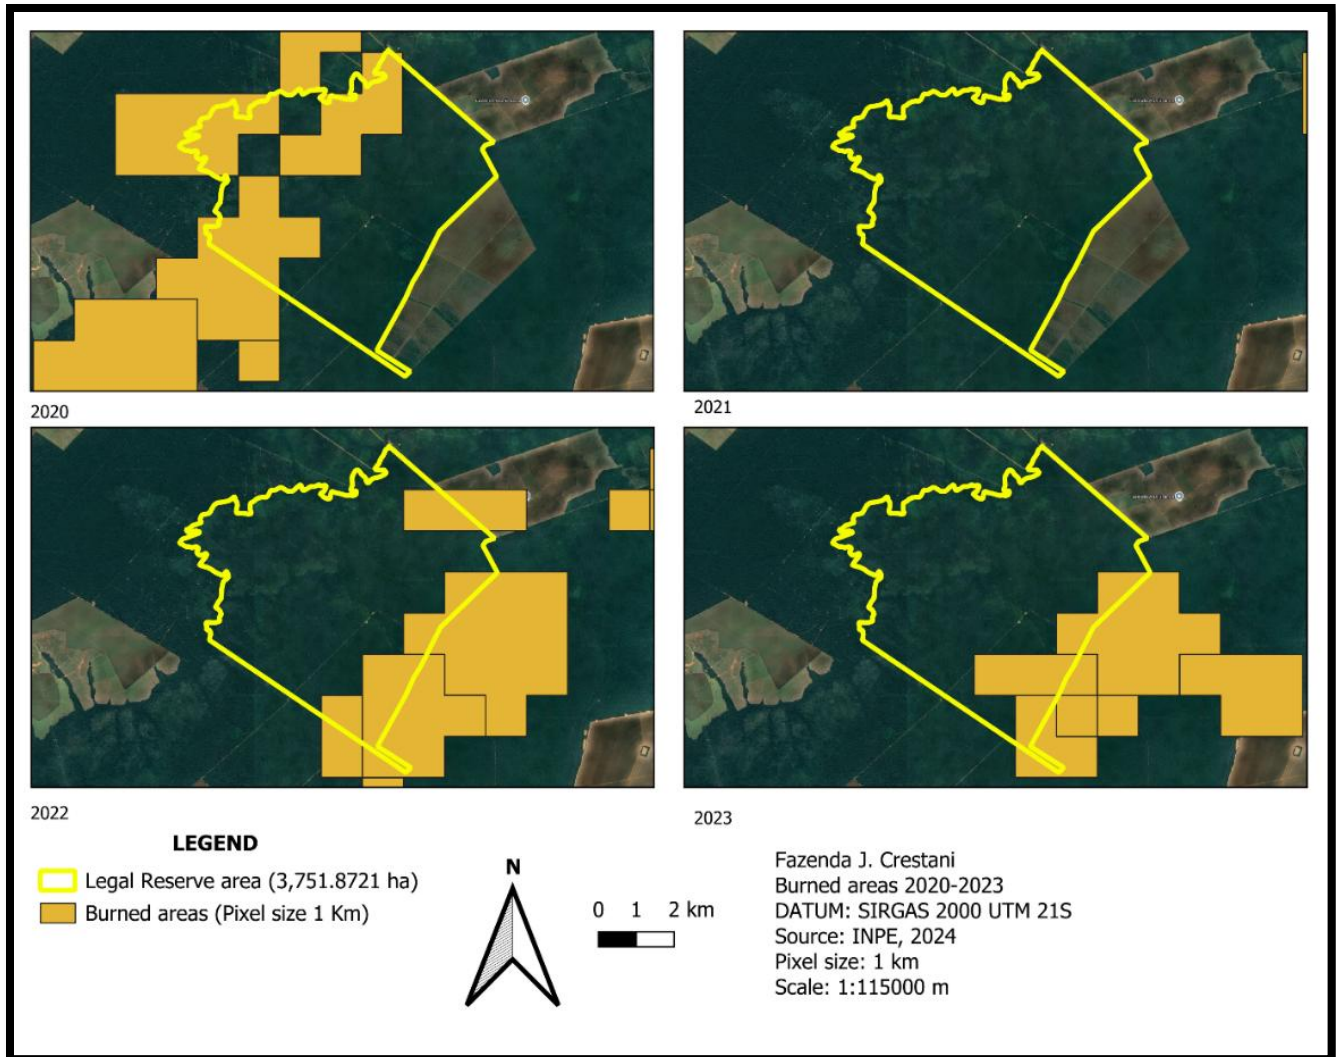 2020
2021
2022
2023
LEGEND
Legal Reserve area (3,751.8721 ha)
Burned areas (Pixel size 1 Km)
N
0 1 2 km
Fazenda J. Crestani
Burned areas 2020-2023
DATUM: SIRGAS 2000 UTM 21S
Source: INPE, 2024
Pixel size: 1 km
Scale: 1:115000 m